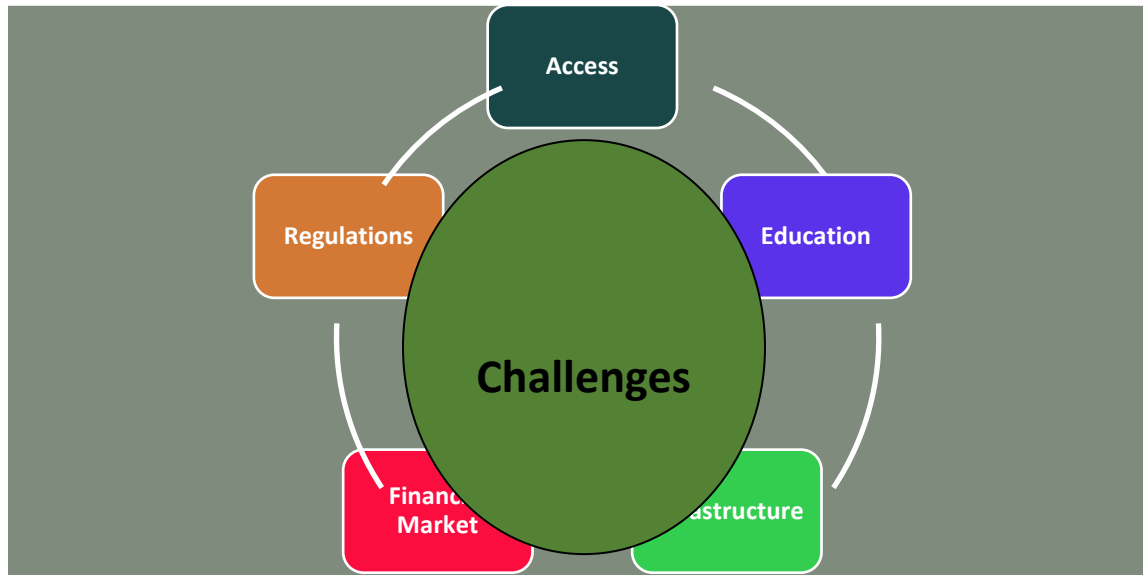 Access
Regulations
Education
Challenges
Market